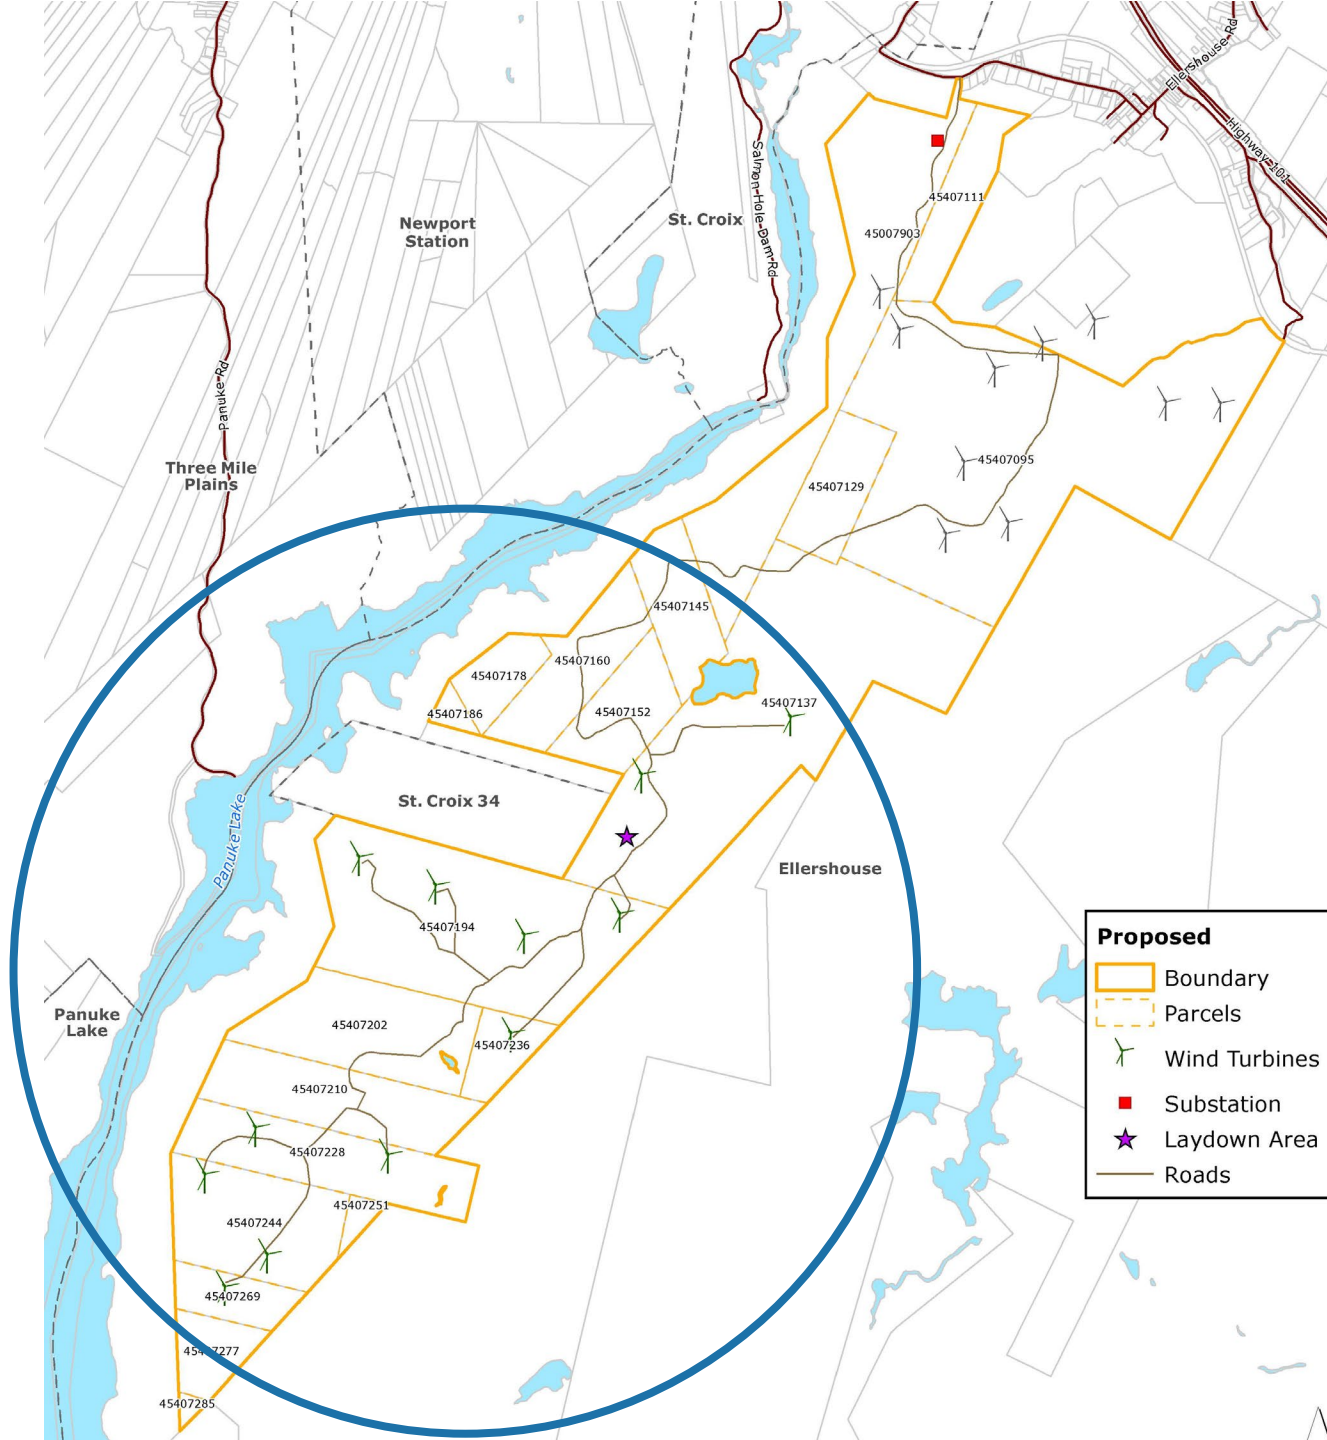 Ellershouse Rd
Highway 101
Salmon Hole Dam Rd
45407111
Newport
Station
St. Croix
45007903
Panuke Rd
Three Mile
Plains
45407095
45407129
45407145
45407160
45407178
45407137
45407186
45407152
St. Croix 34
Panuke Lake
Ellershouse
45407194
Panuke
Lake
45407202
45407236
45407210
45407228
45407251
45407244
45407269
45407277
45407285
Proposed
Boundary
Parcels
Wind Turbines
Substation
Laydown Area
Roads